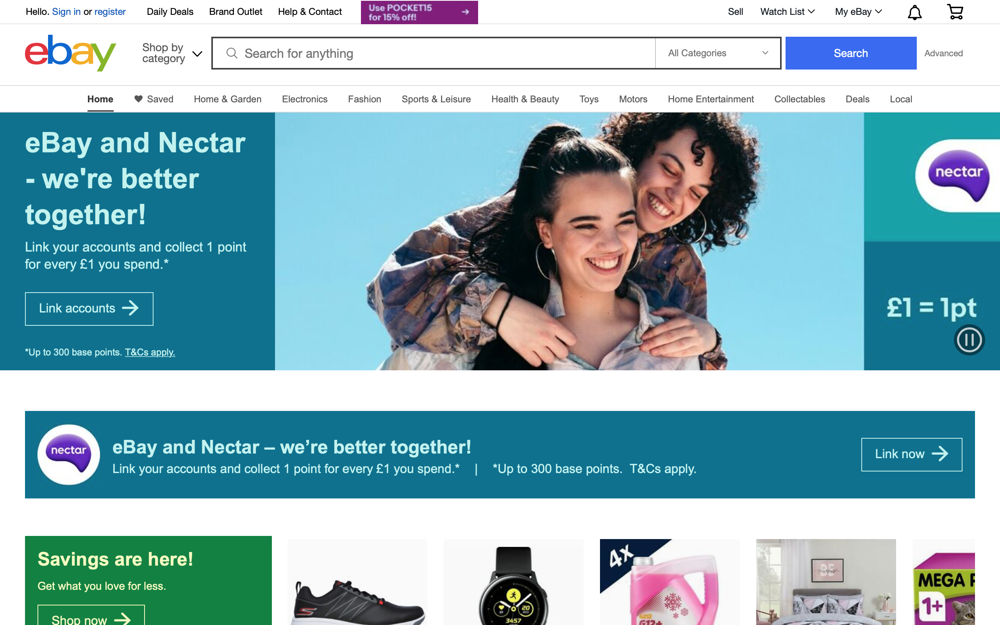 Hello. Sign in or register
Daily Deals
Brand Outlet
Help & Contact
Use POCKET15
for 15% off!
Sell
Watch List
My eBay
ebay
Shop by
category
Search for anything
All Categories
Search
Advanced
Home
Saved
Home & Garden
Electronics
Fashion
Sports & Leisure
Health & Beauty
Toys
Motors
Home Entertainment
Collectables
Deals
Local
eBay and Nectar
- we're better
together!
Link your accounts and collect 1 point
for every £1 you spend.*
Link accounts
*Up to 300 base points. T&Cs apply.
nectar
£1 = 1pt
nectar
eBay and Nectar – we’re better together!
Link your accounts and collect 1 point for every £1 you spend.* | *Up to 300 base points. T&Cs apply.
Link now
Savings are here!
Get what you love for less.
Shop now
20
3457
4x
G12+
BE
yourself
MEGA
1+